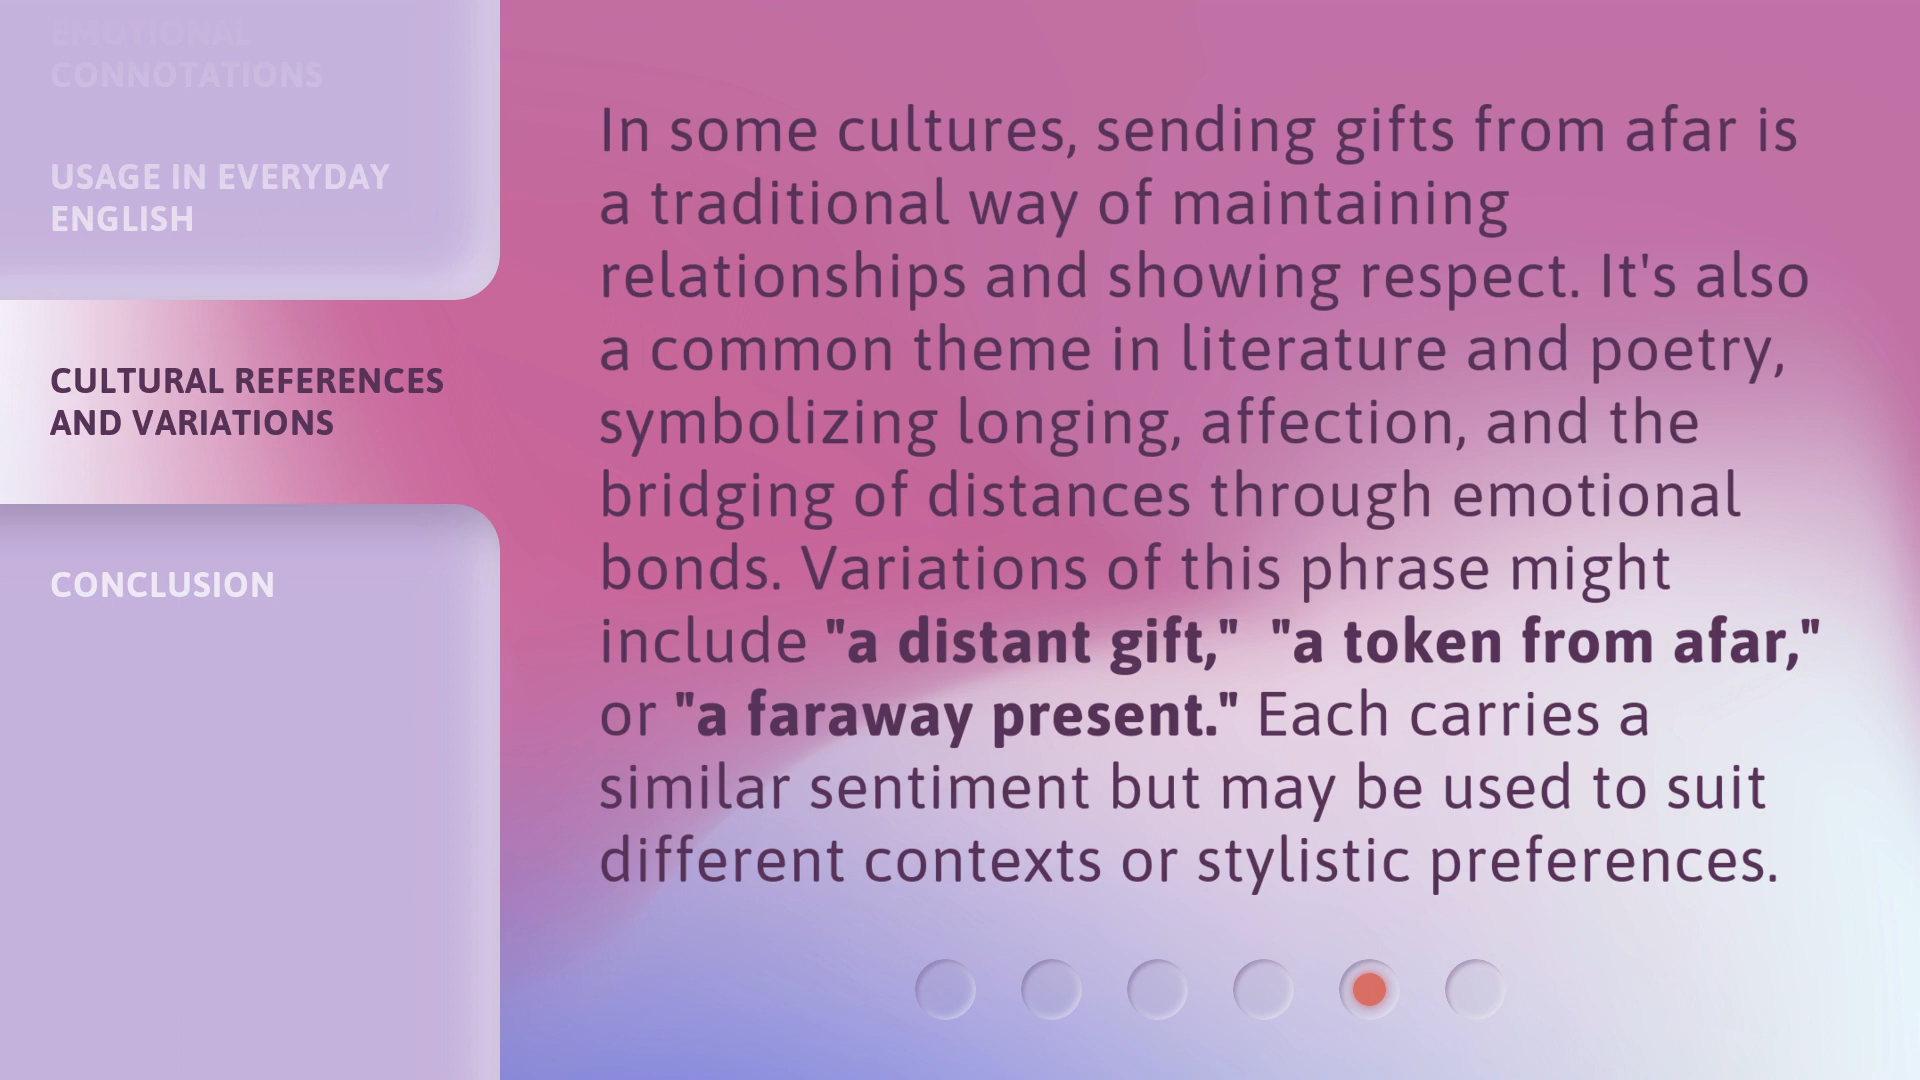 EMOTIONAL
CONNOTATIONS
USAGE IN EVERYDAY
ENGLISH
CULTURAL REFERENCES
AND VARIATIONS
CONCLUSION
In some cultures, sending gifts from afar is
a traditional way of maintaining
relationships and showing respect. It's also
a common theme in literature and poetry,
symbolizing longing, affection, and the
bridging of distances through emotional
bonds. Variations of this phrase might
include "a distant gift," "a token from afar,"
or "a faraway present." Each carries a
similar sentiment but may be used to suit
different contexts or stylistic preferences.